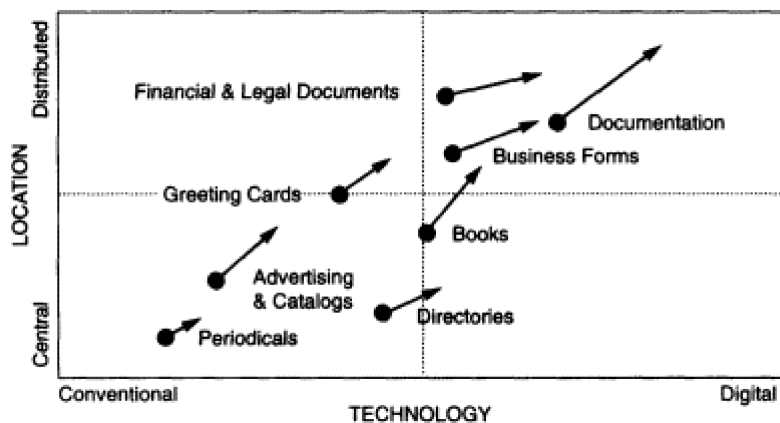 Distributed
LOCATION
Central
Financial & Legal Documents
Documentation
Business Forms
Greeting Cards
Books
Advertising
& Catalogs
Directories
Periodicals
Conventional
Digital
TECHNOLOGY